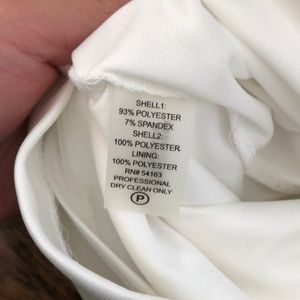 SHELL1:
93% POLYESTER
7% SPANDEX
SHELL2:
100% POLYESTER
LINING:
100% POLYESTER
RN# 54163
PROFESSIONAL
DRY CLEAN ONLY
P